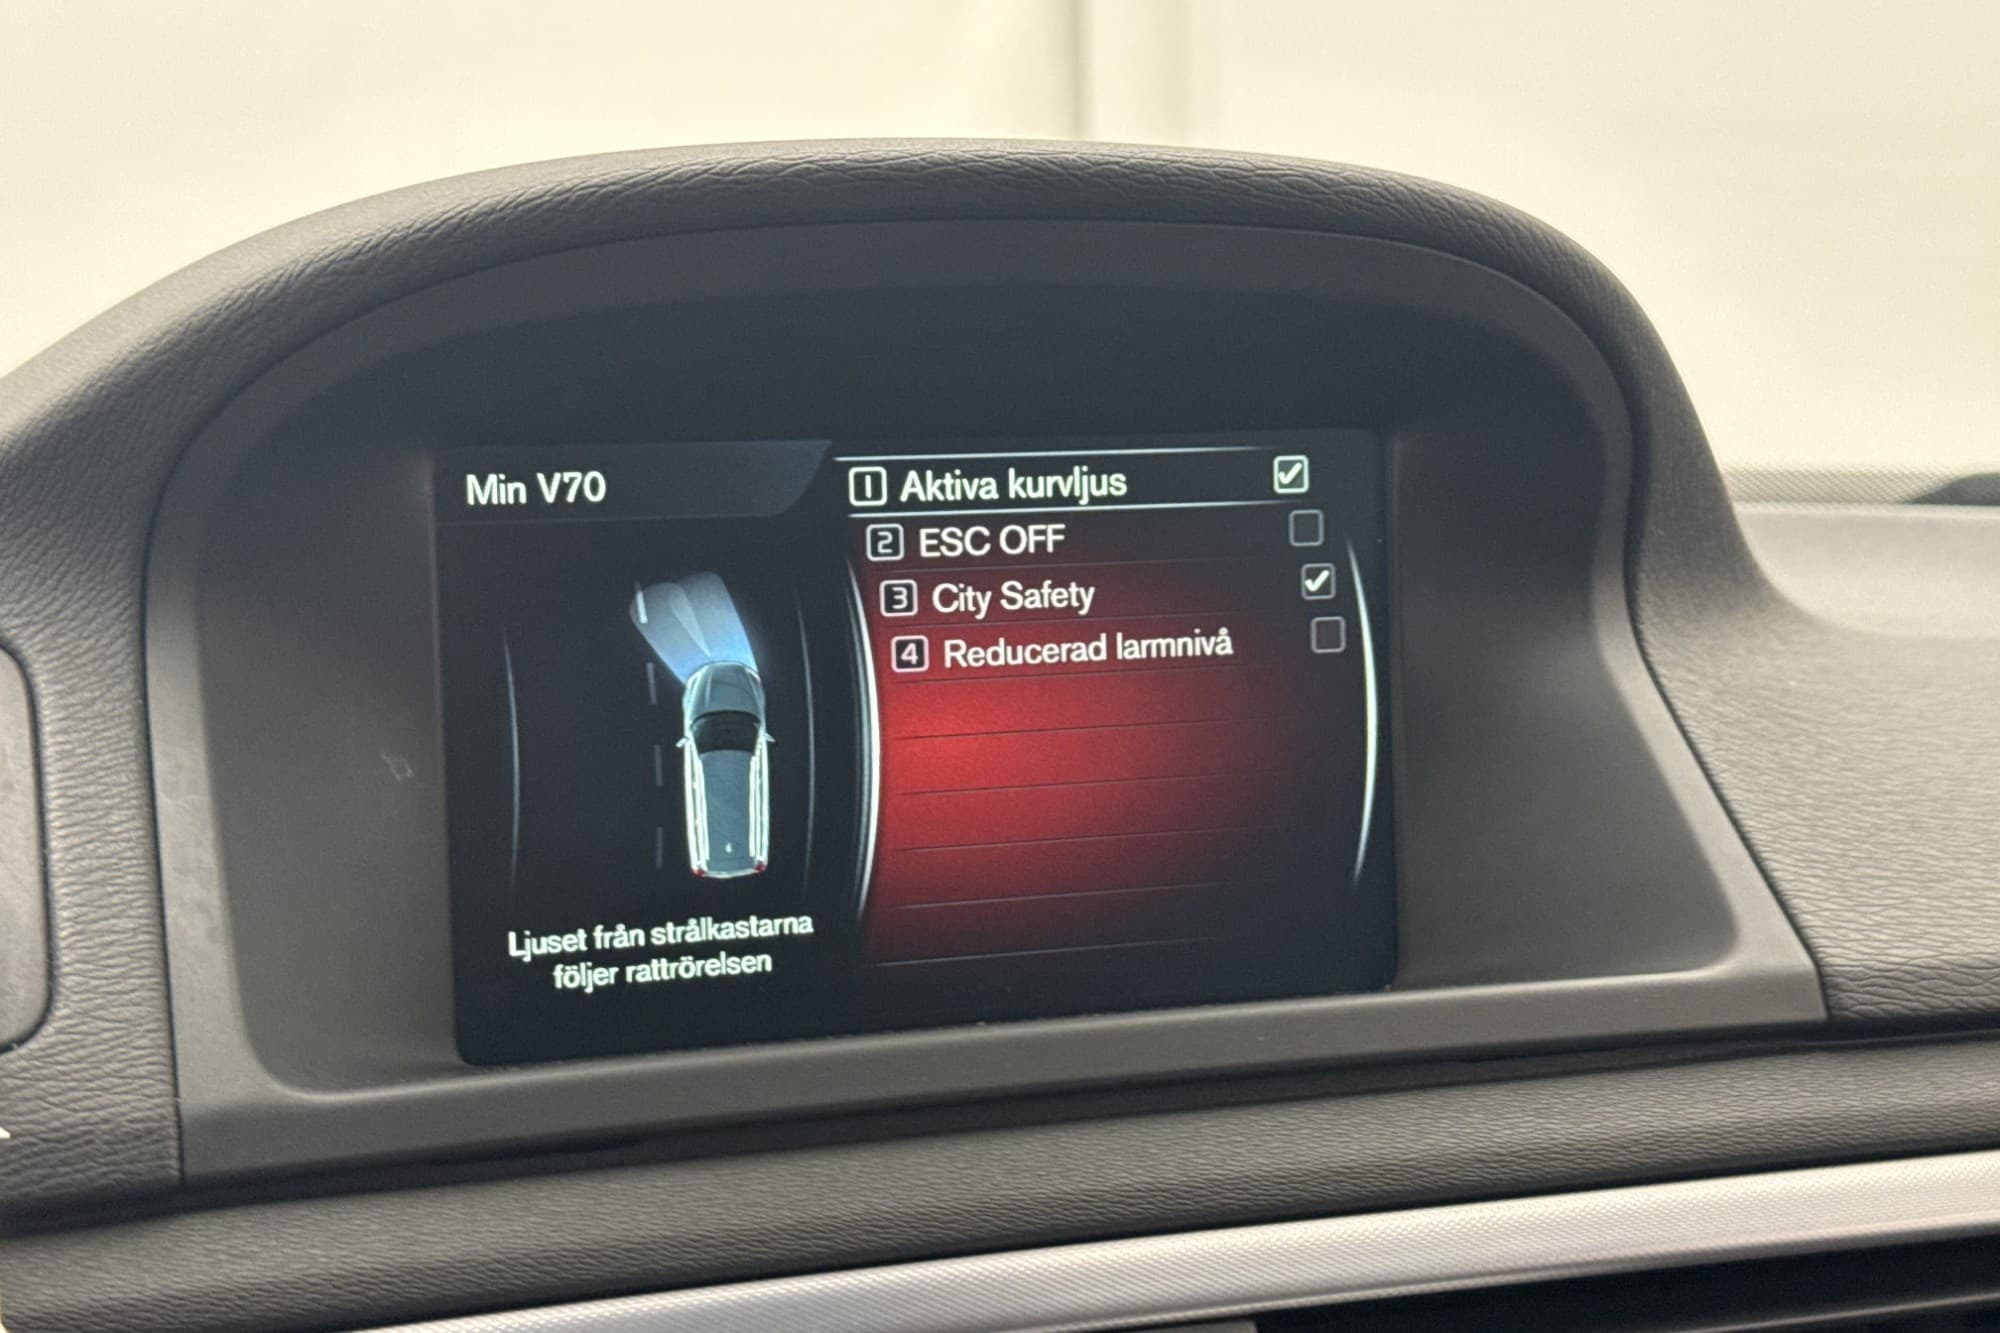 Min V70
1 Aktiva kurvljus
2 ESC OFF
3 City Safety
4 Reducerad larmnivå
Ljuset från strålkastarna
följer rattrörelsen